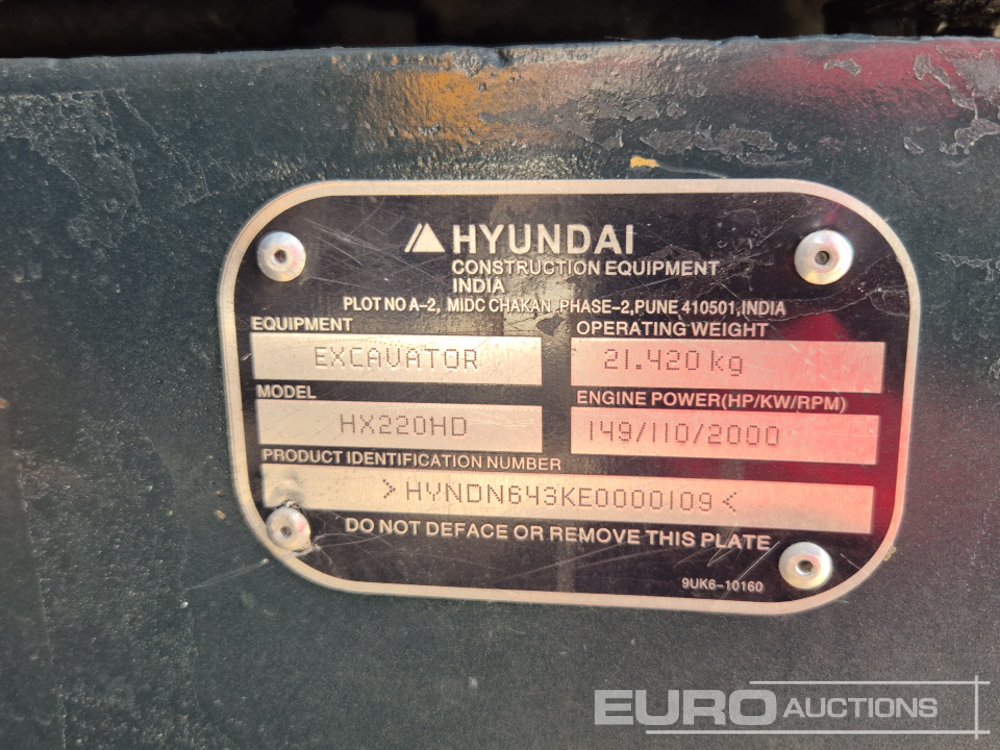 HYUNDAI
CONSTRUCTION EQUIPMENT
INDIA
PLOT NO A-2, MIDC CHAKAN, PHASE-2, PUNE 410501, INDIA
EQUIPMENT
EXCAVATOR
OPERATING WEIGHT
21.420 kg
MODEL
HX220HD
ENGINE POWER(HP/KW/RPM)
149/110/2000
PRODUCT IDENTIFICATION NUMBER
>HYNDN643KE0000109<
DO NOT DEFACE OR REMOVE THIS PLATE
9UK6-10160
EURO AUCTIONS